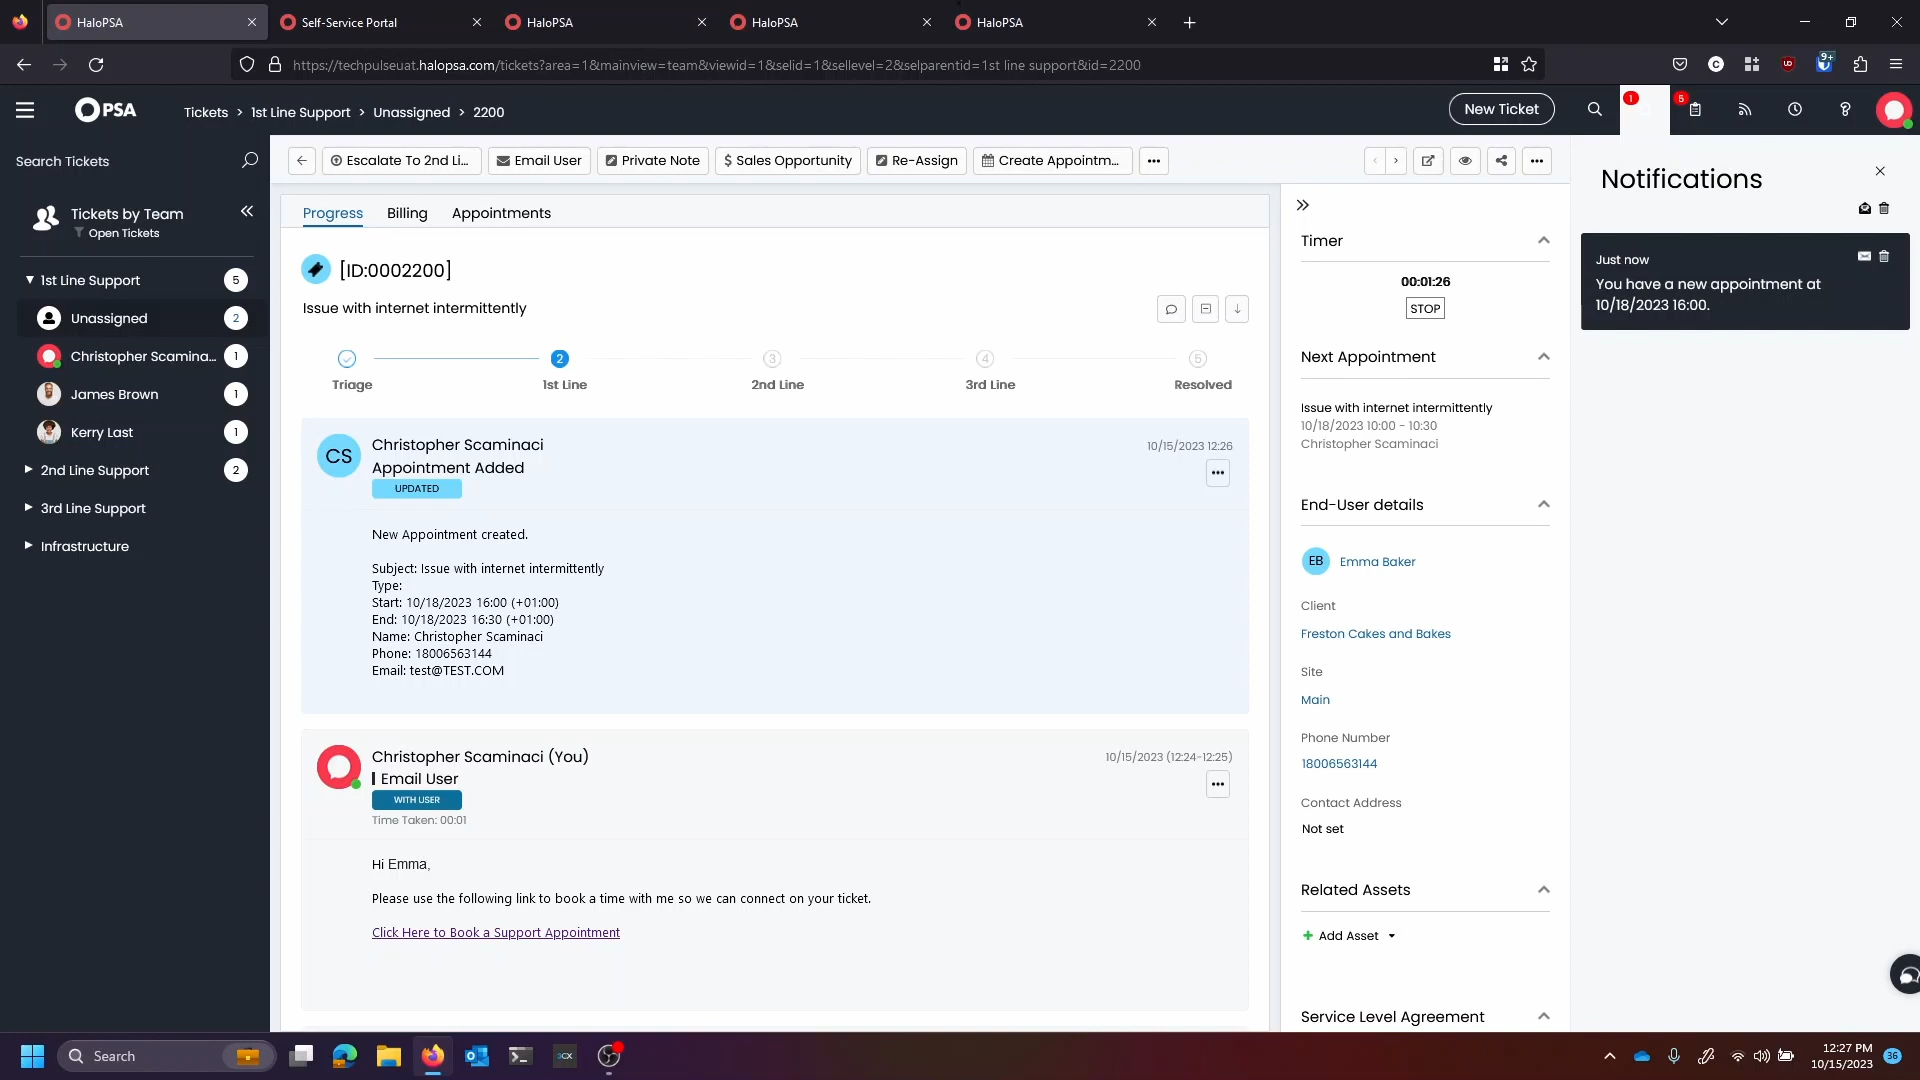 HaloPSA
Self-Service Portal
HaloPSA
HaloPSA
HaloPSA
https://techpulseuat.halopsa.com/tickets?area=1&mainview=team&viewid=1&selid=1&sellevel=2&selparentid=1st line support&id=2200
9+
PSA
Tickets > 1st Line Support > Unassigned > 2200
New Ticket
1
5
Search Tickets
Escalate To 2nd Li...
Email User
Private Note
$ Sales Opportunity
Re-Assign
Create Appointm...
Tickets by Team
Open Tickets
1st Line Support 5
Unassigned 2
Christopher Scamina... 1
James Brown 1
Kerry Last 1
2nd Line Support 2
3rd Line Support
Infrastructure
Progress
Billing
Appointments
[ID:0002200]
Issue with internet intermittently
2
3
4
5
Triage
1st Line
2nd Line
3rd Line
Resolved
CS
Christopher Scaminaci
10/15/2023 12:26
Appointment Added
UPDATED
New Appointment created.
Subject: Issue with internet intermittently
Type:
Start: 10/18/2023 16:00 (+01:00)
End: 10/18/2023 16:30 (+01:00)
Name: Christopher Scaminaci
Phone: 18006563144
Email: test@TEST.COM
Christopher Scaminaci (You)
10/15/2023 (12:24-12:25)
Email User
WITH USER
Time Taken: 00:01
Hi Emma,
Please use the following link to book a time with me so we can connect on your ticket.
Click Here to Book a Support Appointment
Timer
00:01:26
STOP
Next Appointment
Issue with internet intermittently
10/18/2023 10:00 - 10:30
Christopher Scaminaci
End-User details
EB
Emma Baker
Client
Freston Cakes and Bakes
Site
Main
Phone Number
18006563144
Contact Address
Not set
Related Assets
+ Add Asset
Service Level Agreement
Notifications
Just now
You have a new appointment at
10/18/2023 16:00.
Search
12:27 PM
10/15/2023
36